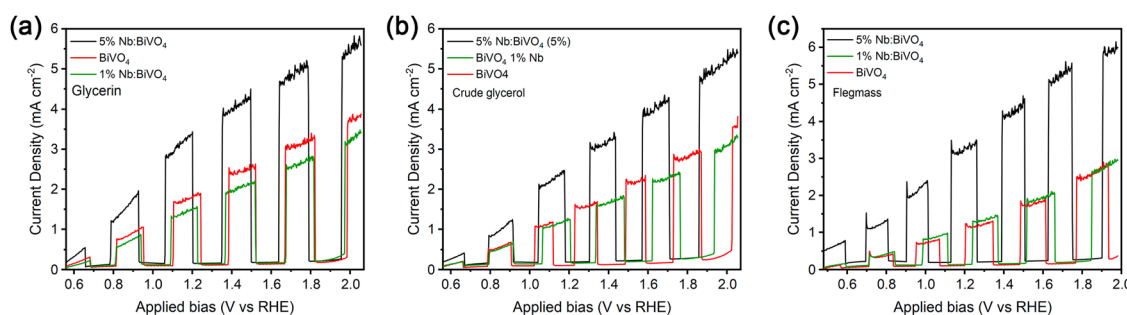 (a)
5% Nb:BiVO₄
BiVO₄
1% Nb:BiVO₄
Glycerin
Current Density (mA cm⁻²)
6
5
4
3
2
1
0
0.6 0.8 1.0 1.2 1.4 1.6 1.8 2.0
Applied bias (V vs RHE)
(b)
5% Nb:BiVO₄ (5%)
BiVO₄ 1% Nb
BiVO4
Crude glycerol
Current Density (mA cm⁻²)
6
5
4
3
2
1
0
0.6 0.8 1.0 1.2 1.4 1.6 1.8 2.0
Applied bias (V vs RHE)
(c)
5% Nb:BiVO₄
1% Nb:BiVO₄
BiVO₄
Flegmass
Current Density (mA cm⁻²)
6
5
4
3
2
1
0
0.6 0.8 1.0 1.2 1.4 1.6 1.8 2.0
Applied bias (V vs RHE)